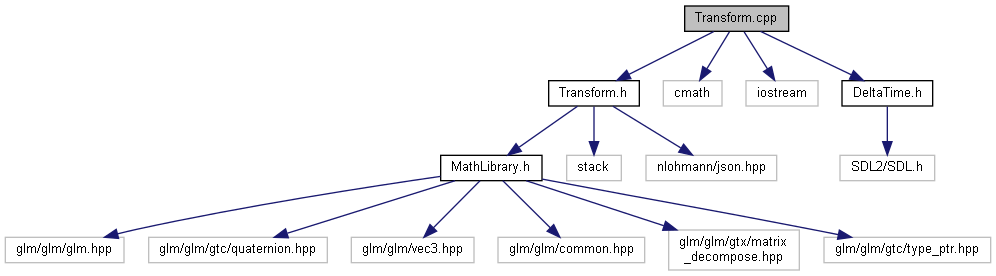 Transform.cpp
Transform.h
cmath
iostream
DeltaTime.h
MathLibrary.h
stack
nlohmann/json.hpp
SDL2/SDL.h
glm/glm/glm.hpp
glm/glm/gtc/quaternion.hpp
glm/glm/vec3.hpp
glm/glm/common.hpp
glm/glm/gtx/matrix
_decompose.hpp
glm/glm/gtc/type_ptr.hpp